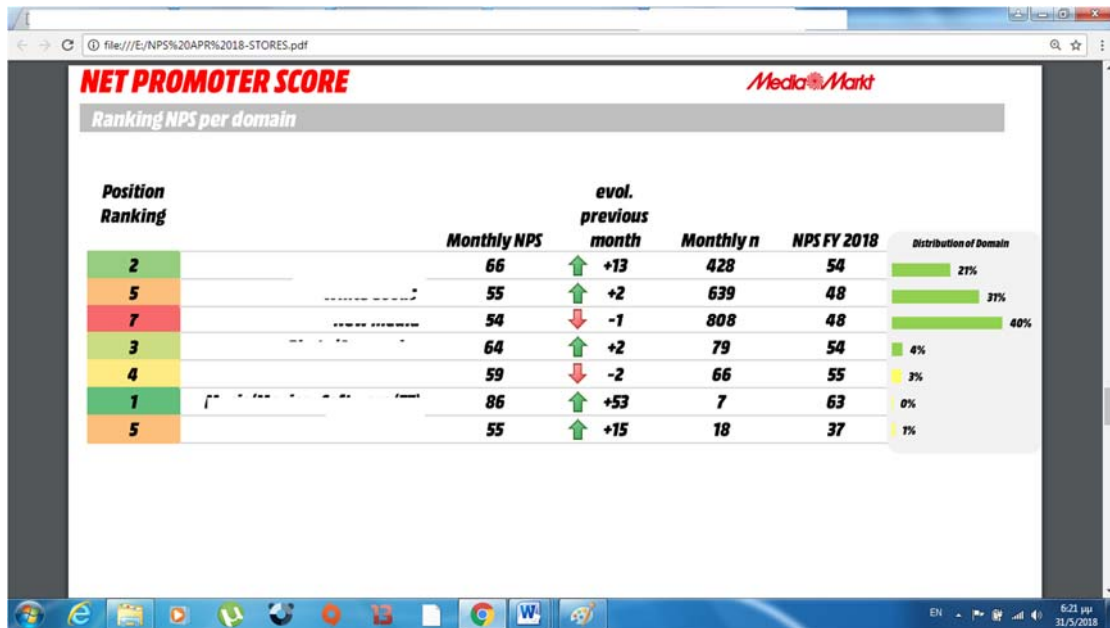 file:///E:/NPS%20APR%2018-STORES.pdf
NET PROMOTER SCORE
MediaMarkt
Ranking NPS per domain
Position Ranking Monthly NPS evol. previous month Monthly n NPS FY 2018 Distribution of Domain
2 66 +13 428 54 21%
5 55 +2 639 48 31%
7 54 -1 808 48 40%
3 64 +2 79 54 4%
4 59 -2 66 55 3%
1 86 +53 7 63 0%
5 55 +15 18 37 1%
EN 6:21 μμ
31/5/2018